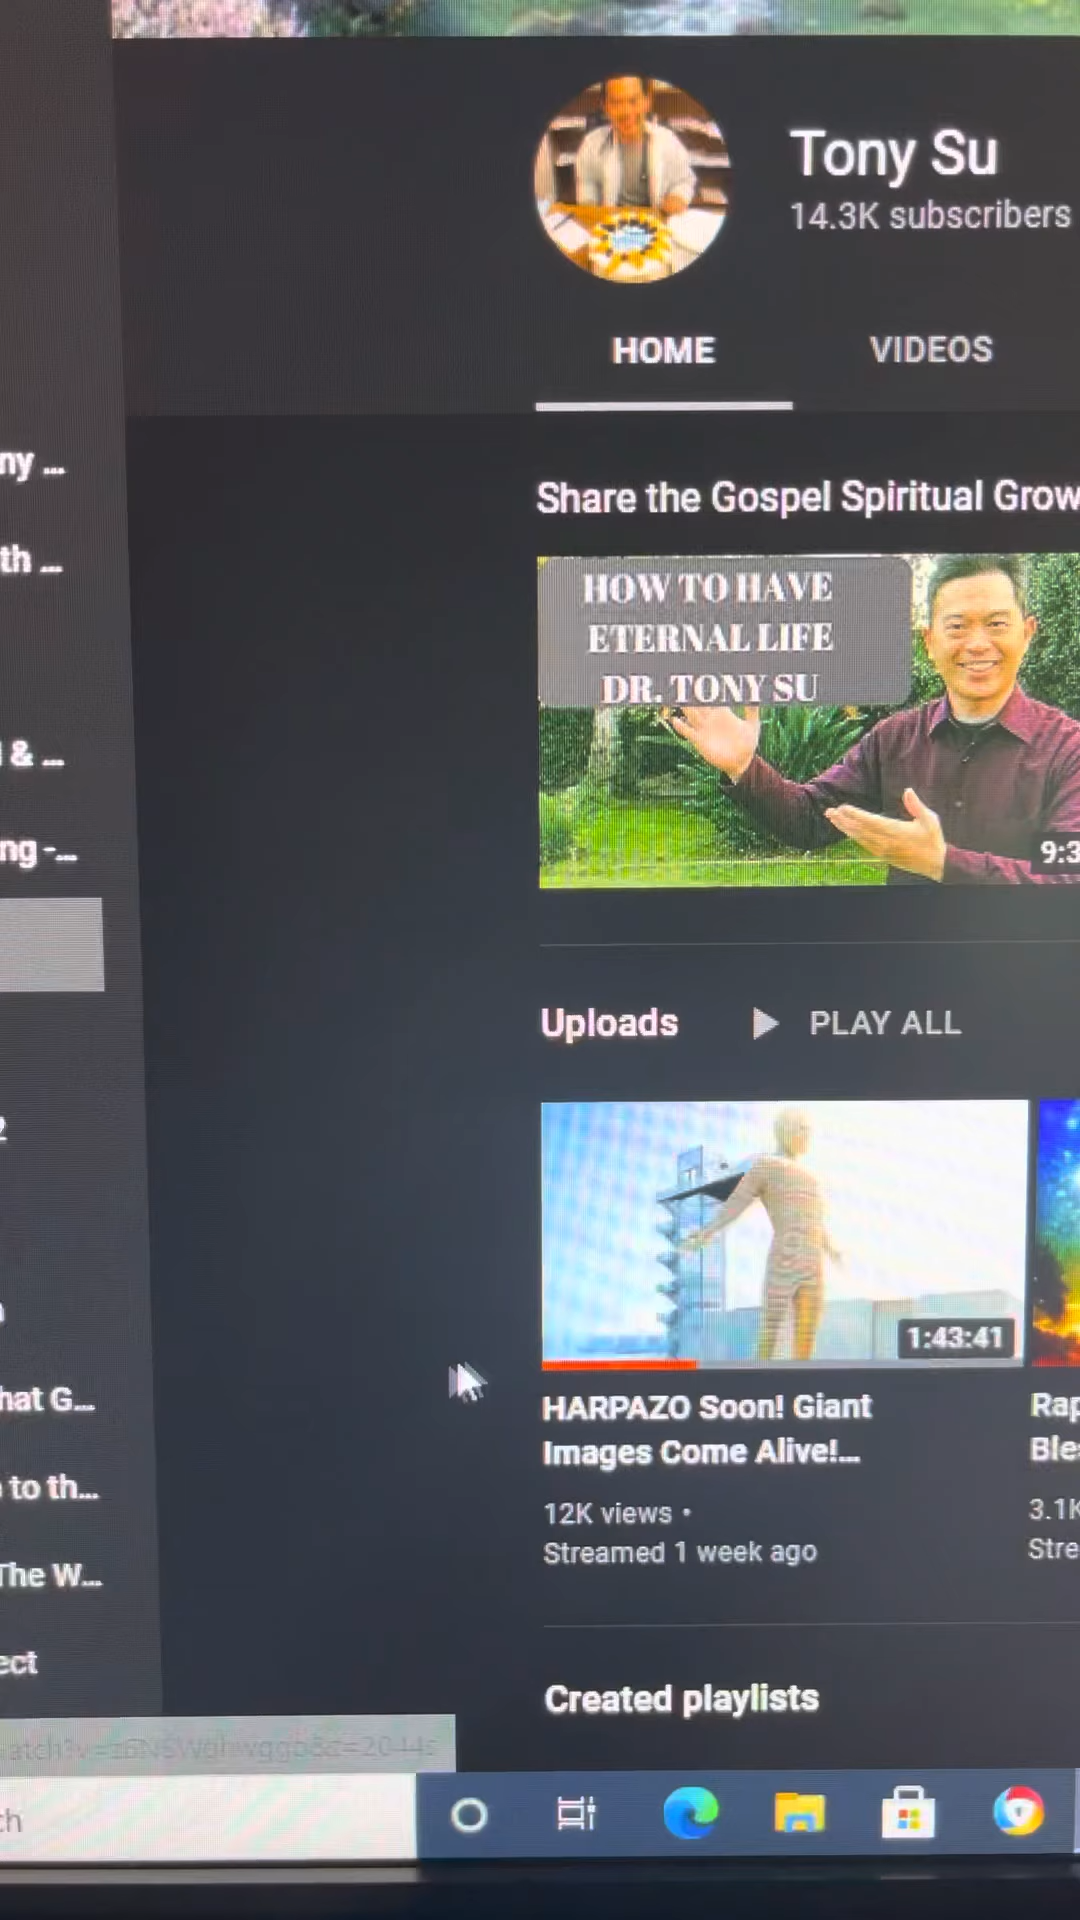 Tony Su
14.3K subscribers
HOME
VIDEOS
ny ...
th ...
Share the Gospel Spiritual Grow
HOW TO HAVE
ETERNAL LIFE
DR. TONY SU
9:3
& ...
ng -...
Uploads
PLAY ALL
1:43:41
HARPAZO Soon! Giant
Images Come Alive!...
12K views •
Streamed 1 week ago
Rap
Bles
3.1K
Stre
hat G...
to th...
The W...
ect
Created playlists
ch